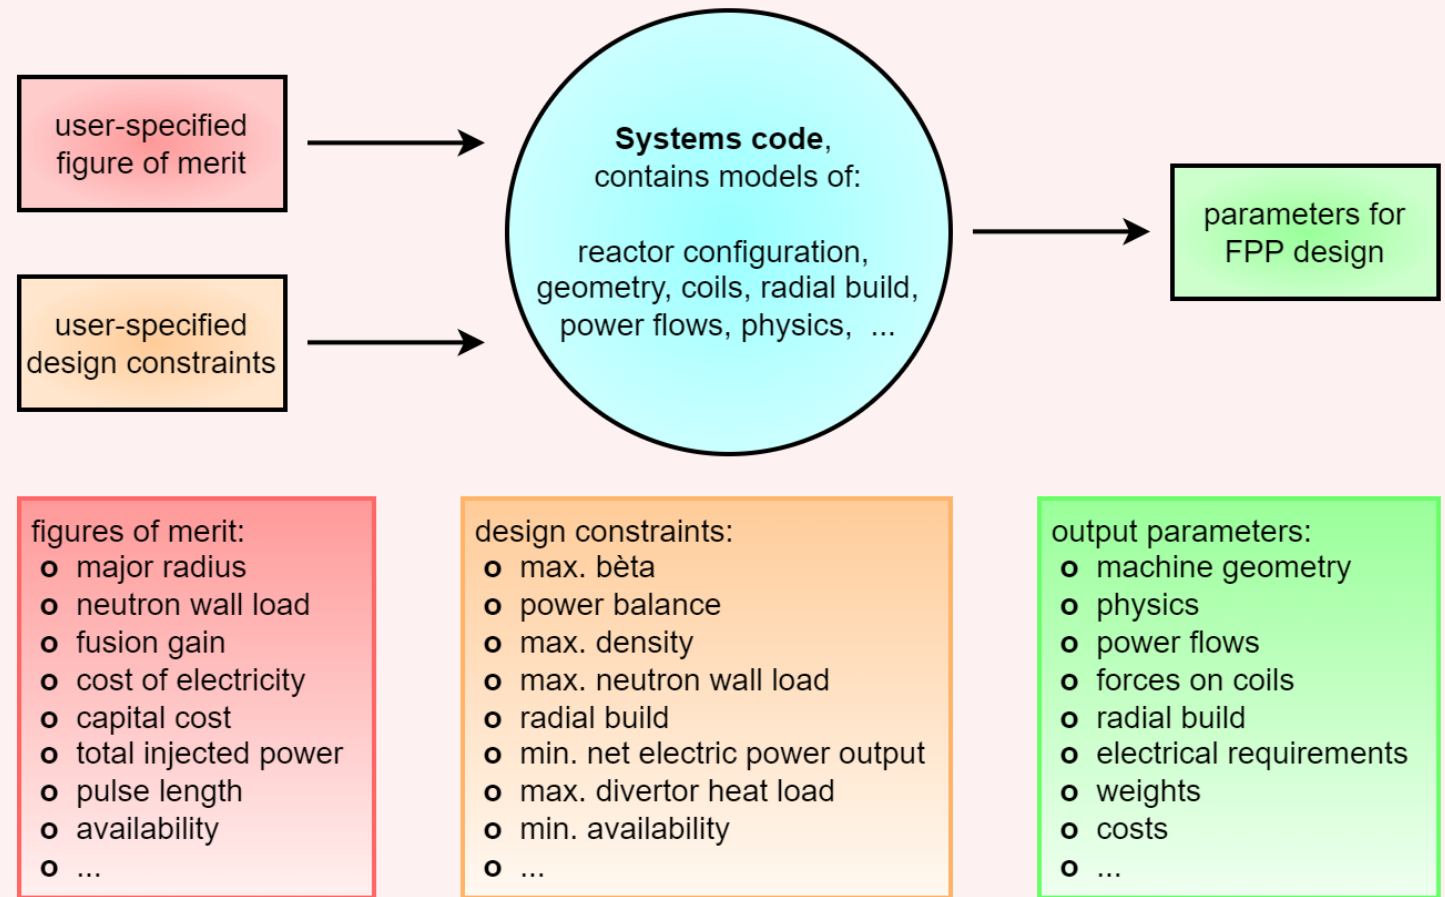 user-specified
figure of merit
user-specified
design constraints
Systems code,
contains models of:
reactor configuration,
geometry, coils, radial build,
power flows, physics, ...
parameters for
FPP design
figures of merit:
o major radius
o neutron wall load
o fusion gain
o cost of electricity
o capital cost
o total injected power
o pulse length
o availability
o ...
design constraints:
o max. bèta
o power balance
o max. density
o max. neutron wall load
o radial build
o min. net electric power output
o max. divertor heat load
o min. availability
o ...
output parameters:
o machine geometry
o physics
o power flows
o forces on coils
o radial build
o electrical requirements
o weights
o costs
o ...